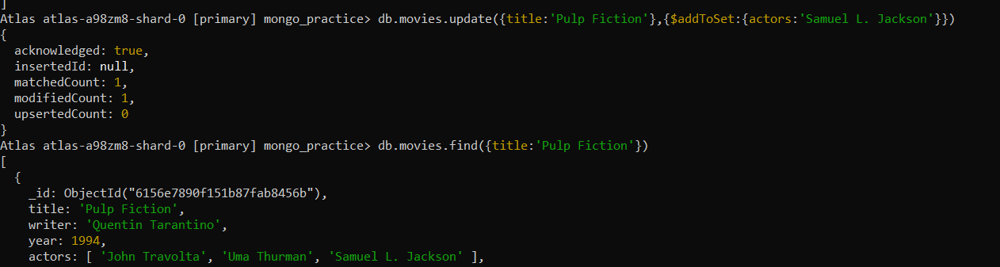 ]
Atlas atlas-a98zm8-shard-0 [primary] mongo_practice> db.movies.update({title:'Pulp Fiction'},{$addToSet:{actors:'Samuel L. Jackson'}})
{
  acknowledged: true,
  insertedId: null,
  matchedCount: 1,
  modifiedCount: 1,
  upsertedCount: 0
}
Atlas atlas-a98zm8-shard-0 [primary] mongo_practice> db.movies.find({title:'Pulp Fiction'})
[
  {
    _id: ObjectId("6156e7890f151b87fab8456b"),
    title: 'Pulp Fiction',
    writer: 'Quentin Tarantino',
    year: 1994,
    actors: [ 'John Travolta', 'Uma Thurman', 'Samuel L. Jackson' ],